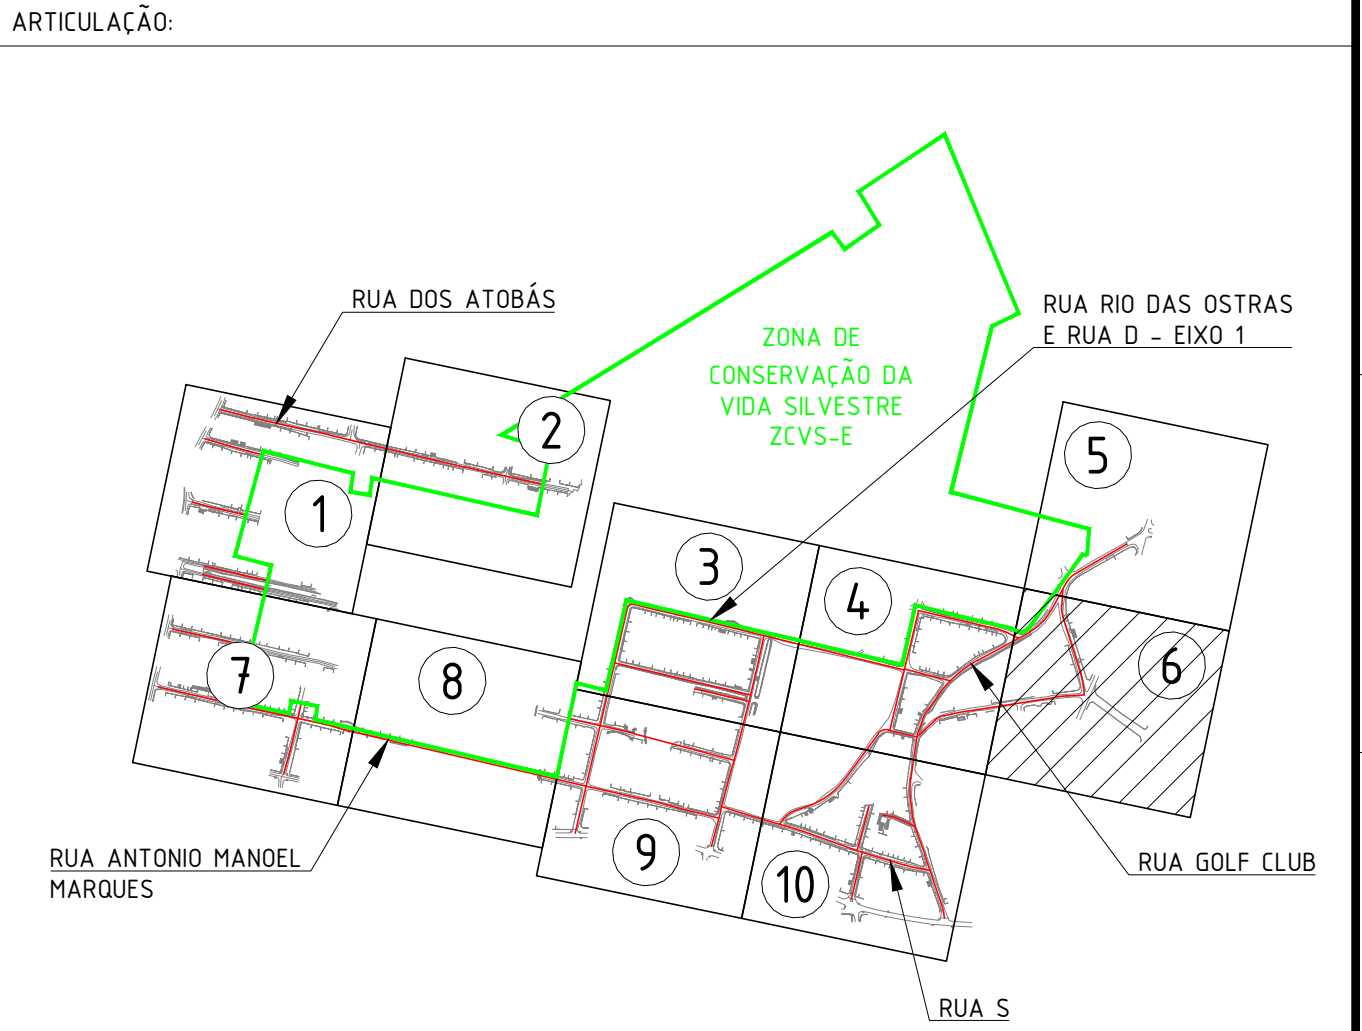 ARTICULAÇÃO:
RUA DOS ATOBÁS
RUA RIO DAS OSTRAS
E RUA D - EIXO 1
ZONA DE
CONSERVAÇÃO DA
VIDA SILVESTRE
ZCVS-E
2
5
1
3
4
6
7
8
9
10
RUA ANTONIO MANOEL
MARQUES
RUA GOLF CLUB
RUA S